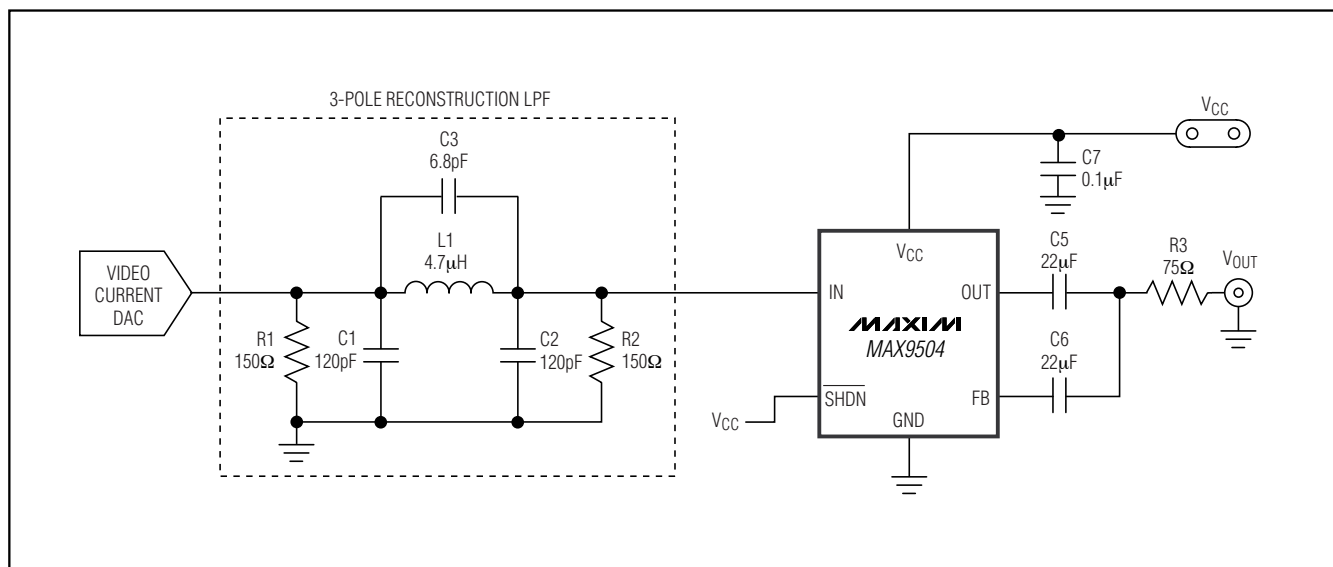 3-POLE RECONSTRUCTION LPF
VCC
C3
6.8pF
C7
0.1µF
L1
4.7µH
VIDEO
CURRENT
DAC
VCC
C5
22µF
R3
75Ω
VOUT
IN
OUT
MAXIM
MAX9504
R1
150Ω
C1
120pF
C2
120pF
R2
150Ω
C6
22µF
SHDN
FB
VCC
GND